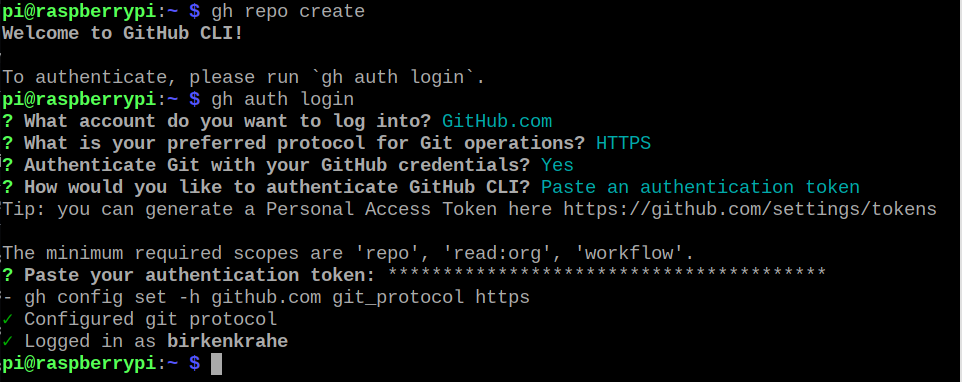 pi@raspberrypi:~ $ gh repo create
Welcome to GitHub CLI!
To authenticate, please run `gh auth login`.
pi@raspberrypi:~ $ gh auth login
? What account do you want to log into? GitHub.com
? What is your preferred protocol for Git operations? HTTPS
? Authenticate Git with your GitHub credentials? Yes
? How would you like to authenticate GitHub CLI? Paste an authentication token
Tip: you can generate a Personal Access Token here https://github.com/settings/tokens
The minimum required scopes are 'repo', 'read:org', 'workflow'.
? Paste your authentication token: ****************************************
- gh config set -h github.com git_protocol https
✓ Configured git protocol
✓ Logged in as birkenkrahe
pi@raspberrypi:~ $